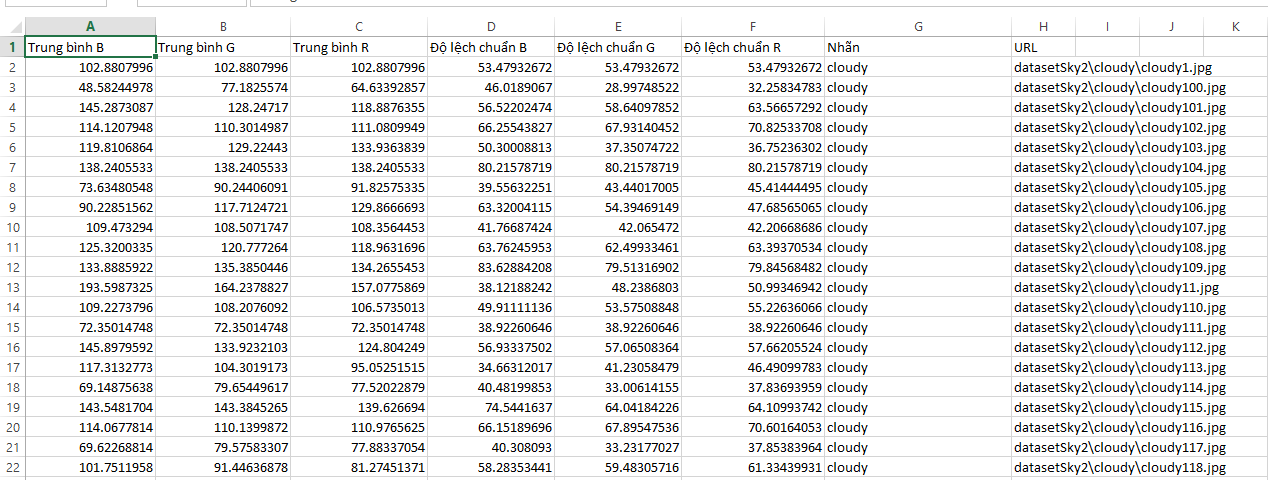 A B C D E F G H I J K
1 Trung bình B Trung bình G Trung bình R Độ lệch chuẩn B Độ lệch chuẩn G Độ lệch chuẩn R Nhãn URL
2 102.8807996 102.8807996 102.8807996 53.47932672 53.47932672 53.47932672 cloudy datasetSky2\cloudy\cloudy1.jpg
3 48.58244978 77.1825574 64.63392857 46.0189067 28.99748522 32.25834783 cloudy datasetSky2\cloudy\cloudy100.jpg
4 145.2873087 128.24717 118.8876355 56.52202474 58.64097852 63.56657292 cloudy datasetSky2\cloudy\cloudy101.jpg
5 114.1207948 110.3014987 111.0809949 66.25543827 67.93140452 70.82533708 cloudy datasetSky2\cloudy\cloudy102.jpg
6 119.8106864 129.22443 133.9363839 50.30008813 37.35074722 36.75236302 cloudy datasetSky2\cloudy\cloudy103.jpg
7 138.2405533 138.2405533 138.2405533 80.21578719 80.21578719 80.21578719 cloudy datasetSky2\cloudy\cloudy104.jpg
8 73.63480548 90.24406091 91.82575335 39.55632251 43.44017005 45.41444495 cloudy datasetSky2\cloudy\cloudy105.jpg
9 90.22851562 117.7124721 129.8666693 63.32004115 54.39469149 47.68565065 cloudy datasetSky2\cloudy\cloudy106.jpg
10 109.473294 108.5071747 108.3564453 41.76687424 42.065472 42.20668686 cloudy datasetSky2\cloudy\cloudy107.jpg
11 125.3200335 120.777264 118.9631696 63.76245953 62.49933461 63.39370534 cloudy datasetSky2\cloudy\cloudy108.jpg
12 133.8885922 135.3850446 134.2655453 83.62884208 79.51316902 79.84568482 cloudy datasetSky2\cloudy\cloudy109.jpg
13 193.5987325 164.2378827 157.0775869 38.12188242 48.2386803 50.99346942 cloudy datasetSky2\cloudy\cloudy11.jpg
14 109.2273796 108.2076092 106.5735013 49.91111136 53.57508848 55.22636066 cloudy datasetSky2\cloudy\cloudy110.jpg
15 72.35014748 72.35014748 72.35014748 38.92260646 38.92260646 38.92260646 cloudy datasetSky2\cloudy\cloudy111.jpg
16 145.8979592 133.9232103 124.804249 56.93337502 57.06508364 57.66205524 cloudy datasetSky2\cloudy\cloudy112.jpg
17 117.3132773 104.3019173 95.05251515 34.66312017 41.23058479 46.49099783 cloudy datasetSky2\cloudy\cloudy113.jpg
18 69.14875638 79.65449617 77.52022879 40.48199853 33.00614155 37.83693959 cloudy datasetSky2\cloudy\cloudy114.jpg
19 143.5481704 143.3845265 139.626694 74.5441637 64.04184226 64.10993742 cloudy datasetSky2\cloudy\cloudy115.jpg
20 114.0677814 110.1399872 110.9765625 66.15189696 67.89547536 70.60164053 cloudy datasetSky2\cloudy\cloudy116.jpg
21 69.62268814 79.57583307 77.88337054 40.308093 33.23177027 37.85383964 cloudy datasetSky2\cloudy\cloudy117.jpg
22 101.7511958 91.44636878 81.27451371 58.28353441 59.48305716 61.33439931 cloudy datasetSky2\cloudy\cloudy118.jpg